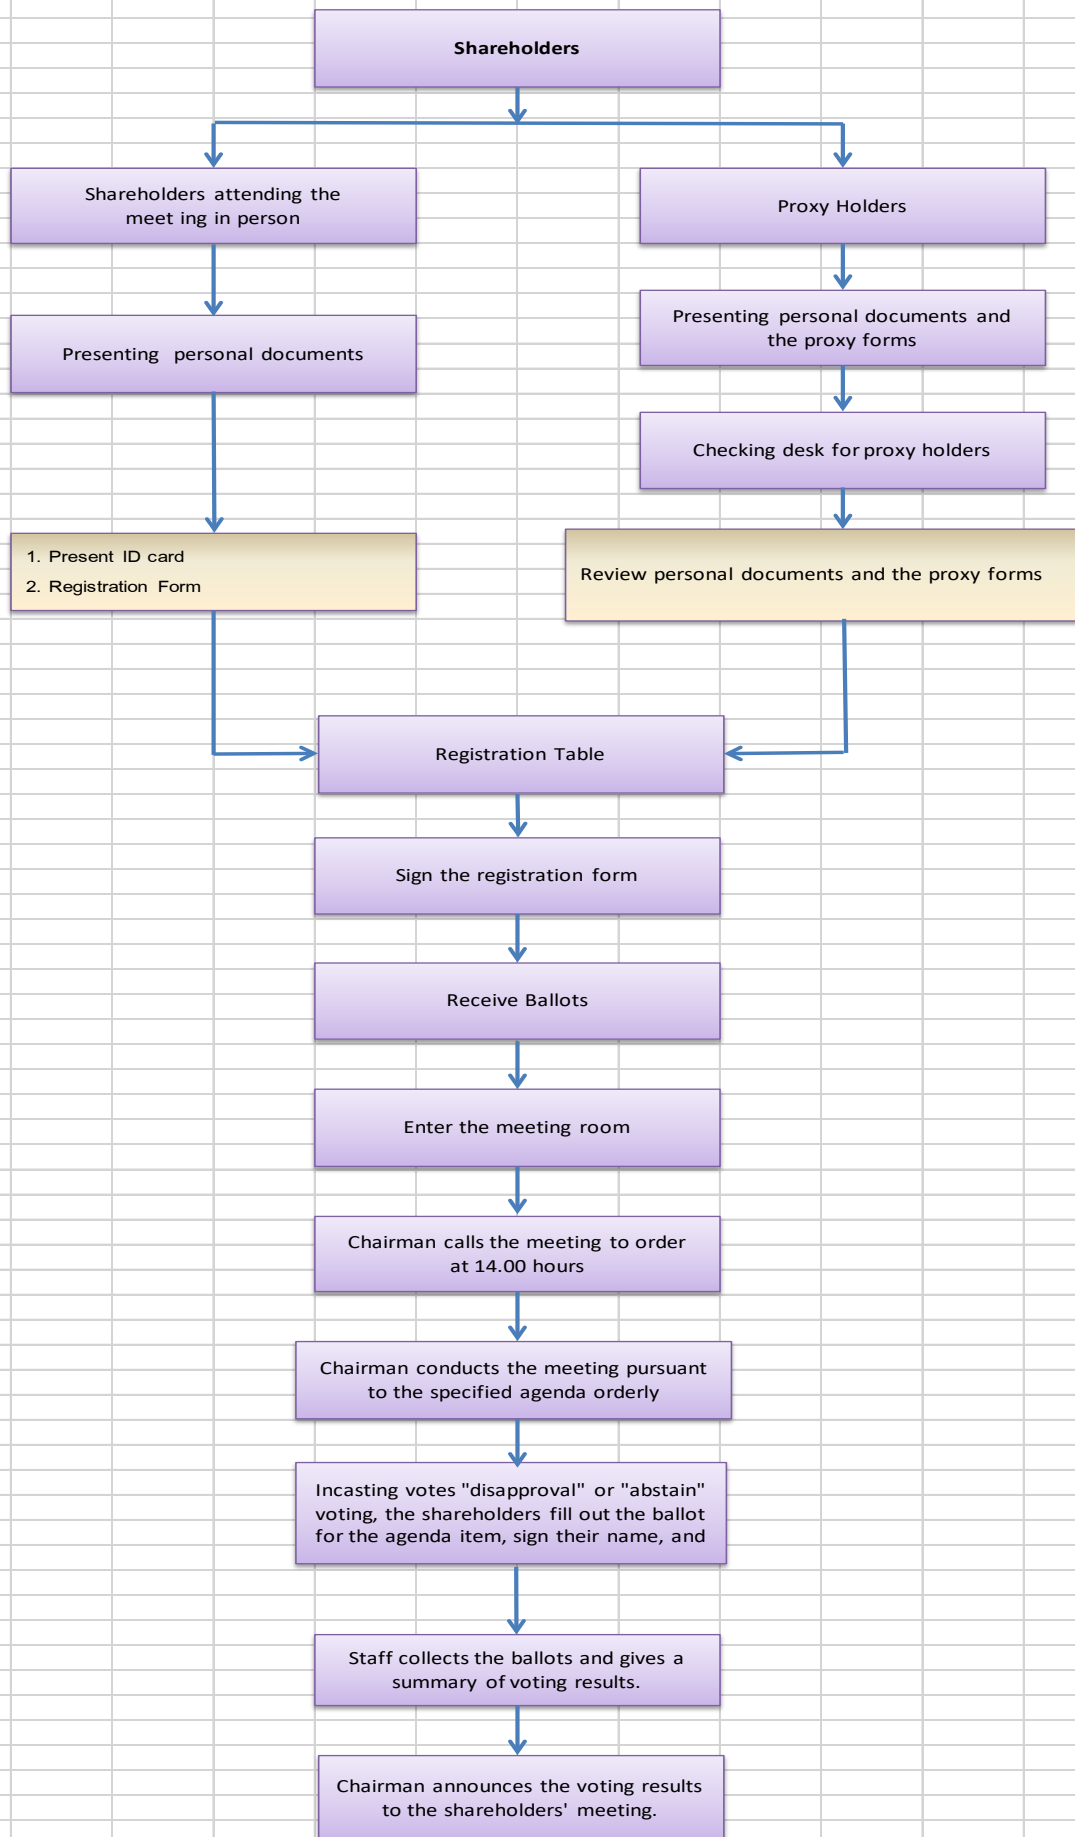 Shareholders
Shareholders attending the
meet ing in person
Proxy Holders
Presenting personal documents
Presenting personal documents and
the proxy forms
Checking desk for proxy holders
1. Present ID card
2. Registration Form
Review personal documents and the proxy forms
Registration Table
Sign the registration form
Receive Ballots
Enter the meeting room
Chairman calls the meeting to order
at 14.00 hours
Chairman conducts the meeting pursuant
to the specified agenda orderly
Incasting votes "disapproval" or "abstain"
voting, the shareholders fill out the ballot
for the agenda item, sign their name, and
Staff collects the ballots and gives a
summary of voting results.
Chairman announces the voting results
to the shareholders' meeting.